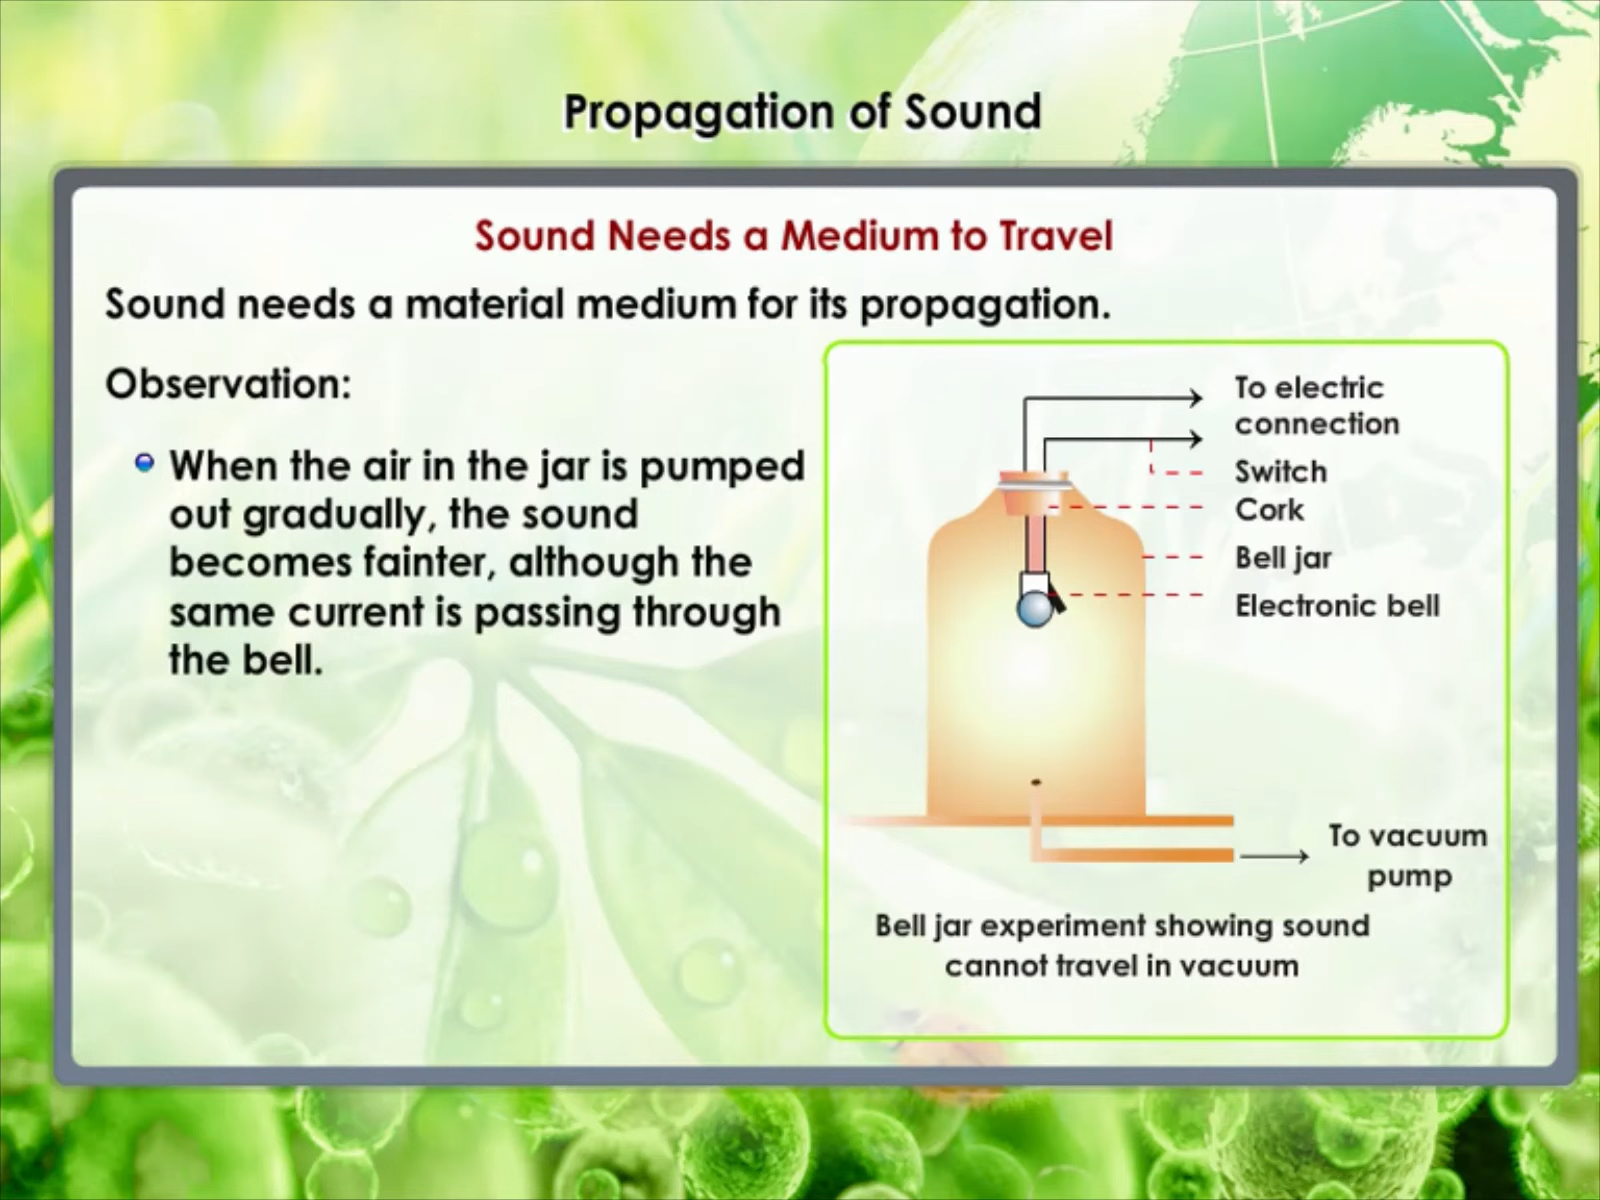 Propagation of Sound
Sound Needs a Medium to Travel
Sound needs a material medium for its propagation.
Observation:
When the air in the jar is pumped
out gradually, the sound
becomes fainter, although the
same current is passing through
the bell.
To electric
connection
Switch
Cork
Bell jar
Electronic bell
To vacuum
pump
Bell jar experiment showing sound
cannot travel in vacuum